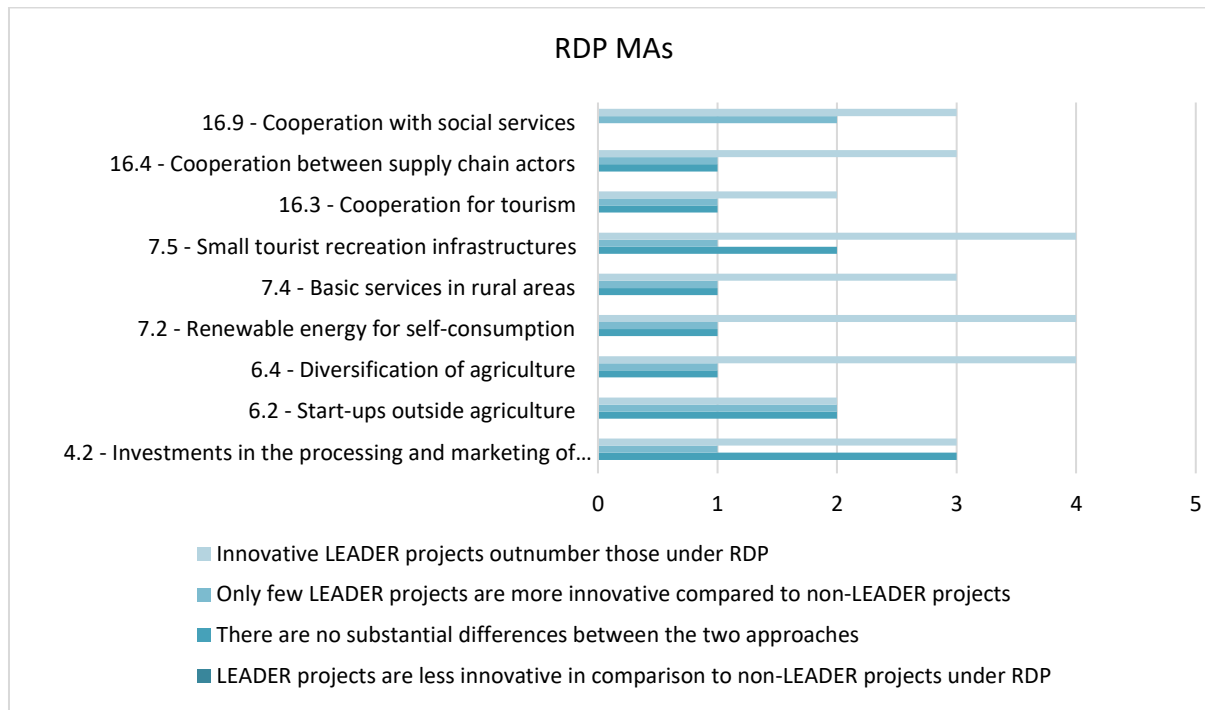 RDP MAs
16.9 - Cooperation with social services
16.4 - Cooperation between supply chain actors
16.3 - Cooperation for tourism
7.5 - Small tourist recreation infrastructures
7.4 - Basic services in rural areas
7.2 - Renewable energy for self-consumption
6.4 - Diversification of agriculture
6.2 - Start-ups outside agriculture
4.2 - Investments in the processing and marketing of...
0 1 2 3 4 5
Innovative LEADER projects outnumber those under RDP
Only few LEADER projects are more innovative compared to non-LEADER projects
There are no substantial differences between the two approaches
LEADER projects are less innovative in comparison to non-LEADER projects under RDP